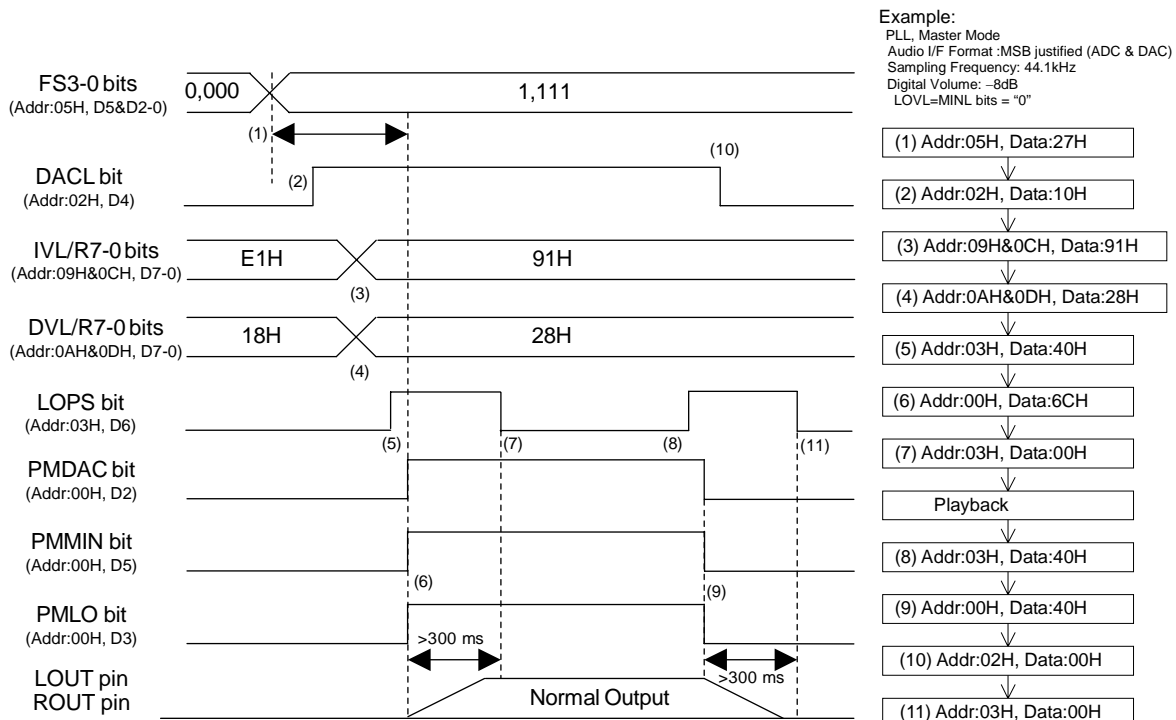 Example:
PLL, Master Mode
Audio I/F Format :MSB justified (ADC & DAC)
Sampling Frequency: 44.1kHz
Digital Volume: −8dB
LOVL=MINL bits = “0”
FS3-0 bits
(Addr:05H, D5&D2-0)
0,000
1,111
(1)
(10)
DACL bit
(Addr:02H, D4)
(2)
IVL/R7-0 bits
(Addr:09H&0CH, D7-0)
E1H
91H
(3)
DVL/R7-0 bits
(Addr:0AH&0DH, D7-0)
18H
28H
(4)
LOPS bit
(Addr:03H, D6)
(5)
(7)
(8)
(11)
PMDAC bit
(Addr:00H, D2)
PMMIN bit
(Addr:00H, D5)
(6)
(9)
PMLO bit
(Addr:00H, D3)
>300 ms
>300 ms
LOUT pin
ROUT pin
Normal Output
(1) Addr:05H, Data:27H
(2) Addr:02H, Data:10H
(3) Addr:09H&0CH, Data:91H
(4) Addr:0AH&0DH, Data:28H
(5) Addr:03H, Data:40H
(6) Addr:00H, Data:6CH
(7) Addr:03H, Data:00H
Playback
(8) Addr:03H, Data:40H
(9) Addr:00H, Data:40H
(10) Addr:02H, Data:00H
(11) Addr:03H, Data:00H